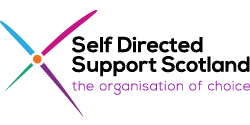 Self Directed
Support Scotland
the organisation of choice